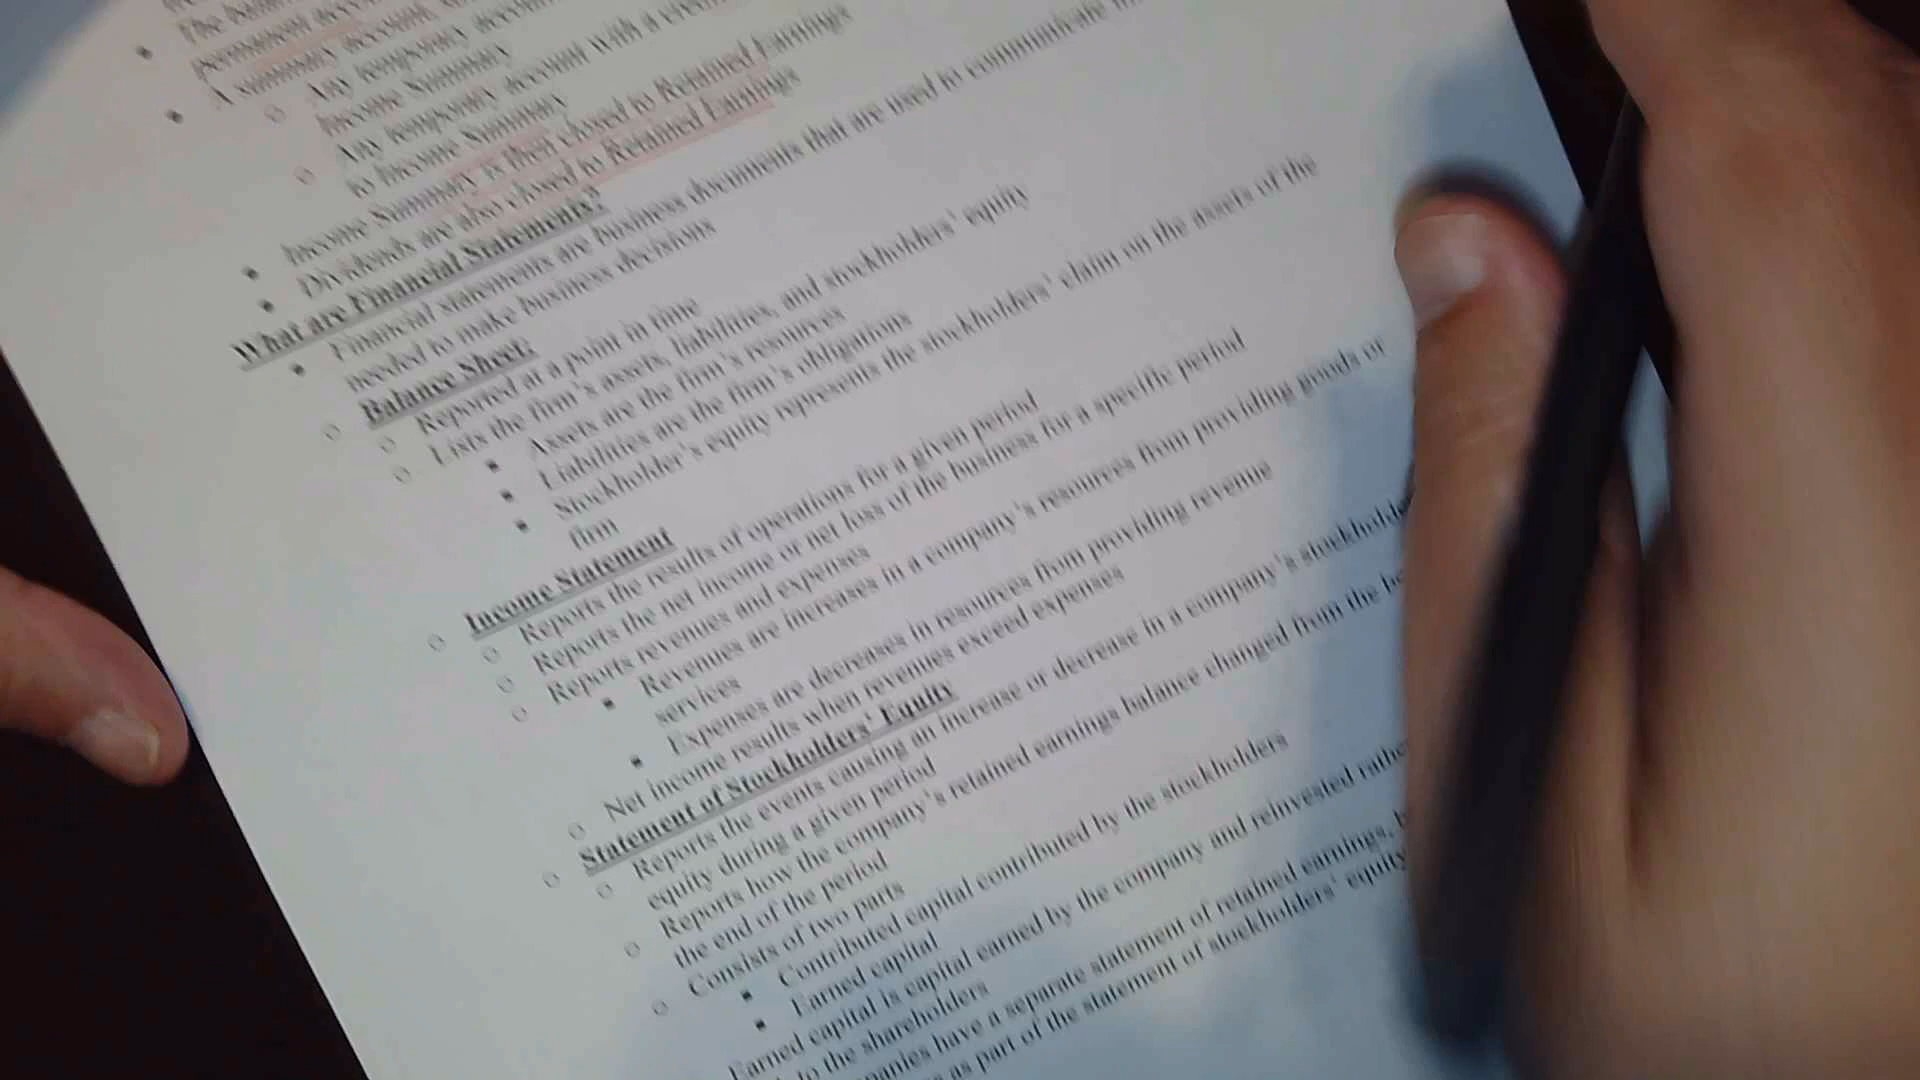 The
permanent
A summary account,
Any temporary
Income Summary
Any temporary account with a
to Income Summary
Income Summary is then closed to Retained Earnings
Dividends are also closed to Retained Earnings
What are Financial Statements?
Financial statements are business documents that are used to communicate
needed to make business decisions
Balance Sheet:
Reported at a point in time
Lists the firm's assets, liabilities, and stockholders' equity
Assets are the firm's resources
Liabilities are the firm's obligations
Stockholder's equity represents the stockholders' claim on the assets of the
firm
Income Statement
Reports the results of operations for a given period
Reports the net income or net loss of the business for a specific period
Reports revenues and expenses
Revenues are increases in a company's resources from providing goods or
services
Expenses are decreases in resources from providing revenue
Net income results when revenues exceed expenses
Statement of Stockholders' Equity
Reports the events causing an increase or decrease in a company's
equity during a given period
Reports how the company's retained earnings balance changed from the
the end of the period
Consists of two parts
Contributed capital contributed by the stockholders
Earned capital
Earned capital is capital earned by the company and reinvested
to the shareholders
have a separate statement of retained earnings,
as part of the statement of stockholders' equity